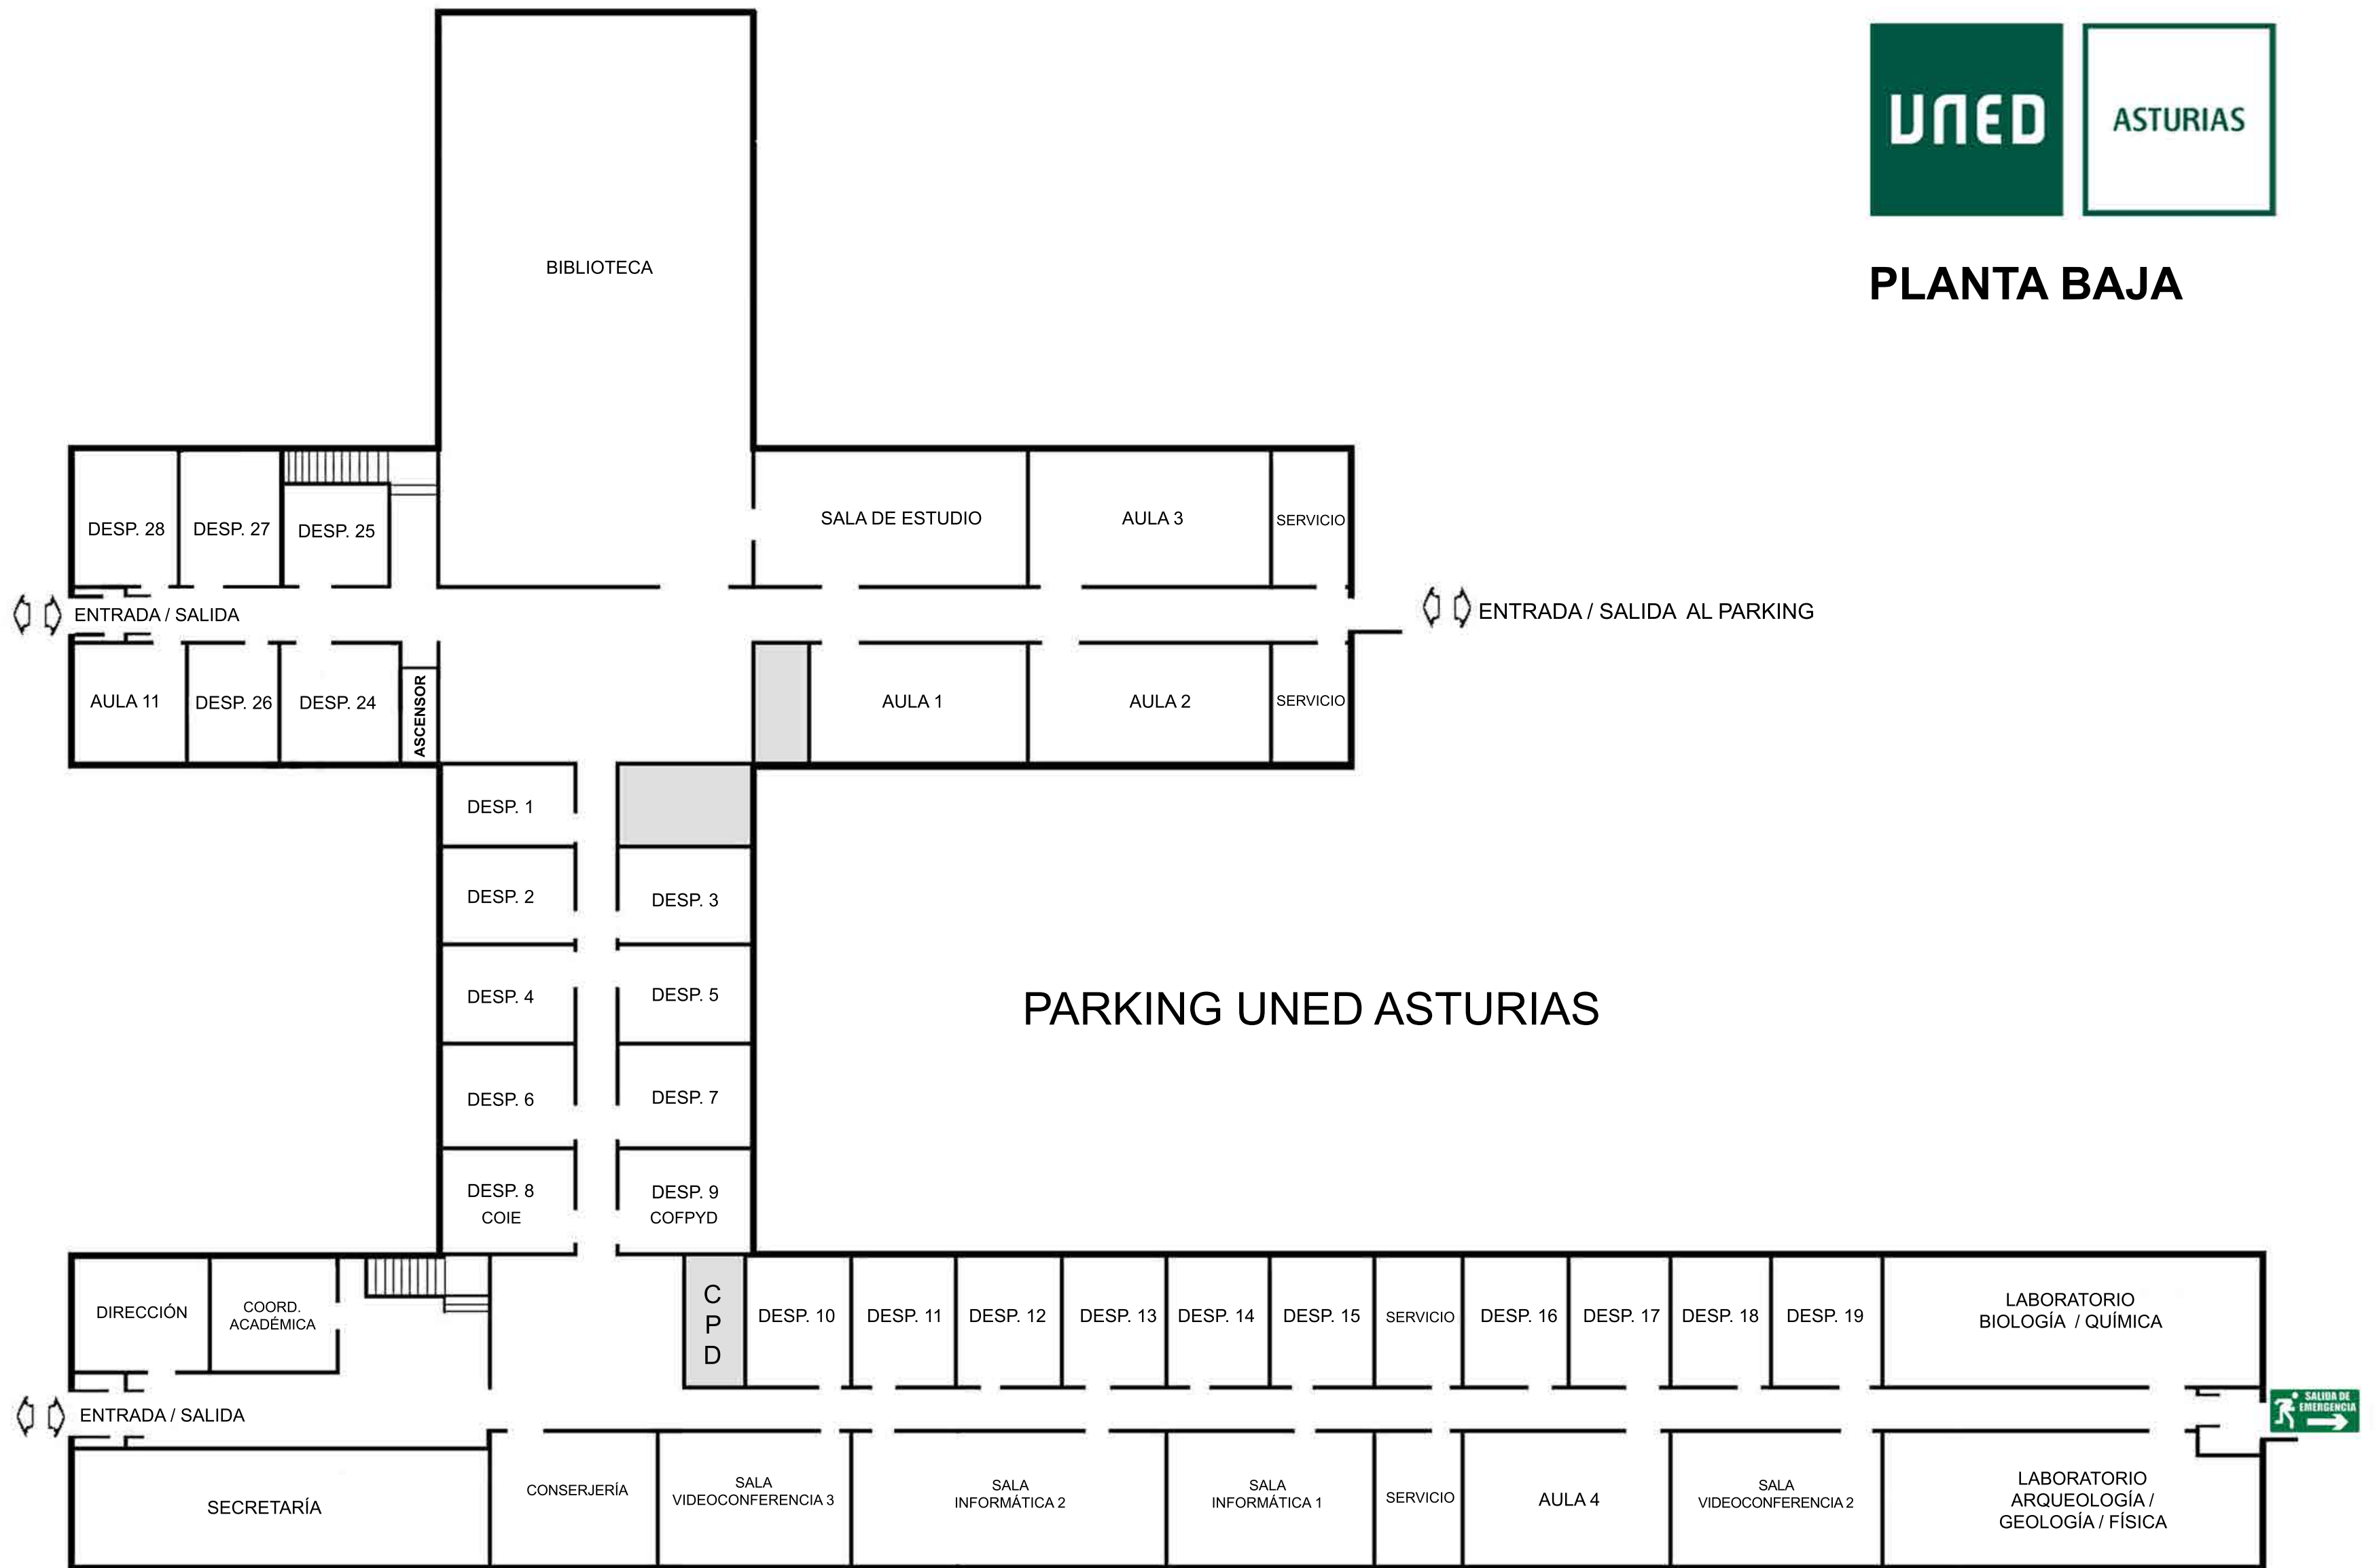 UNED
ASTURIAS
PLANTA BAJA
BIBLIOTECA
DESP. 28
DESP. 27
DESP. 25
SALA DE ESTUDIO
AULA 3
SERVICIO
ENTRADA / SALIDA
ENTRADA / SALIDA AL PARKING
AULA 11
DESP. 26
DESP. 24
ASCENSOR
AULA 1
AULA 2
SERVICIO
DESP. 1
DESP. 2
DESP. 3
DESP. 4
DESP. 5
PARKING UNED ASTURIAS
DESP. 6
DESP. 7
DESP. 8
COIE
DESP. 9
COFPYD
DIRECCIÓN
COORD.
ACADÉMICA
C
P
D
DESP. 10
DESP. 11
DESP. 12
DESP. 13
DESP. 14
DESP. 15
SERVICIO
DESP. 16
DESP. 17
DESP. 18
DESP. 19
LABORATORIO
BIOLOGÍA / QUÍMICA
ENTRADA / SALIDA
SALIDA DE
EMERGENCIA
SECRETARÍA
CONSERJERÍA
SALA
VIDEOCONFERENCIA 3
SALA
INFORMÁTICA 2
SALA
INFORMÁTICA 1
SERVICIO
AULA 4
SALA
VIDEOCONFERENCIA 2
LABORATORIO
ARQUEOLOGÍA /
GEOLOGÍA / FÍSICA